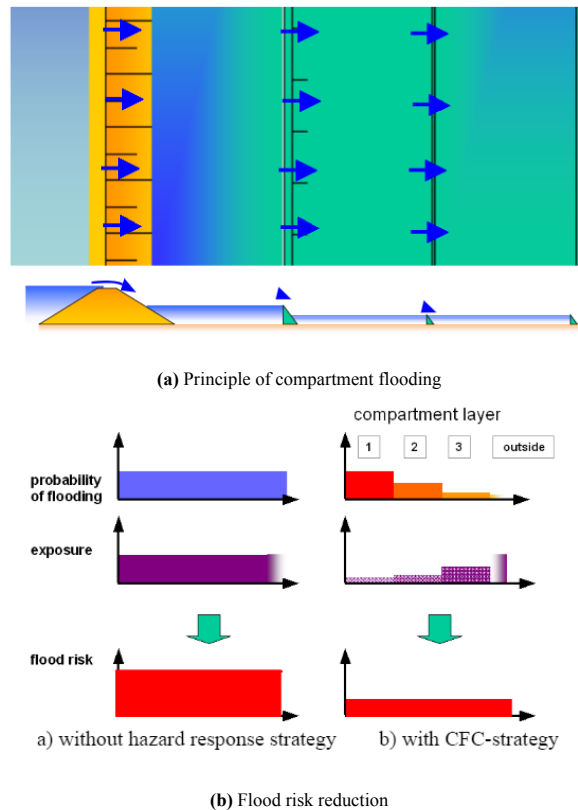 (a) Principle of compartment flooding
compartment layer
1 2 3 outside
probability
of flooding
exposure
flood risk
a) without hazard response strategy b) with CFC-strategy
(b) Flood risk reduction